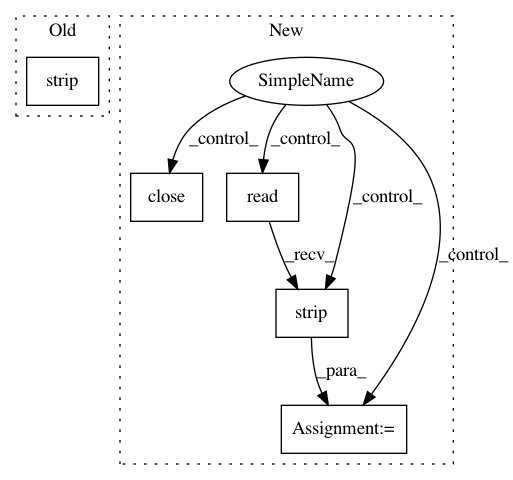 Old
New
strip
SimpleName
_control_
_control_
close
read
_control_
_control_
_recv_
strip
_para_
Assignment:=